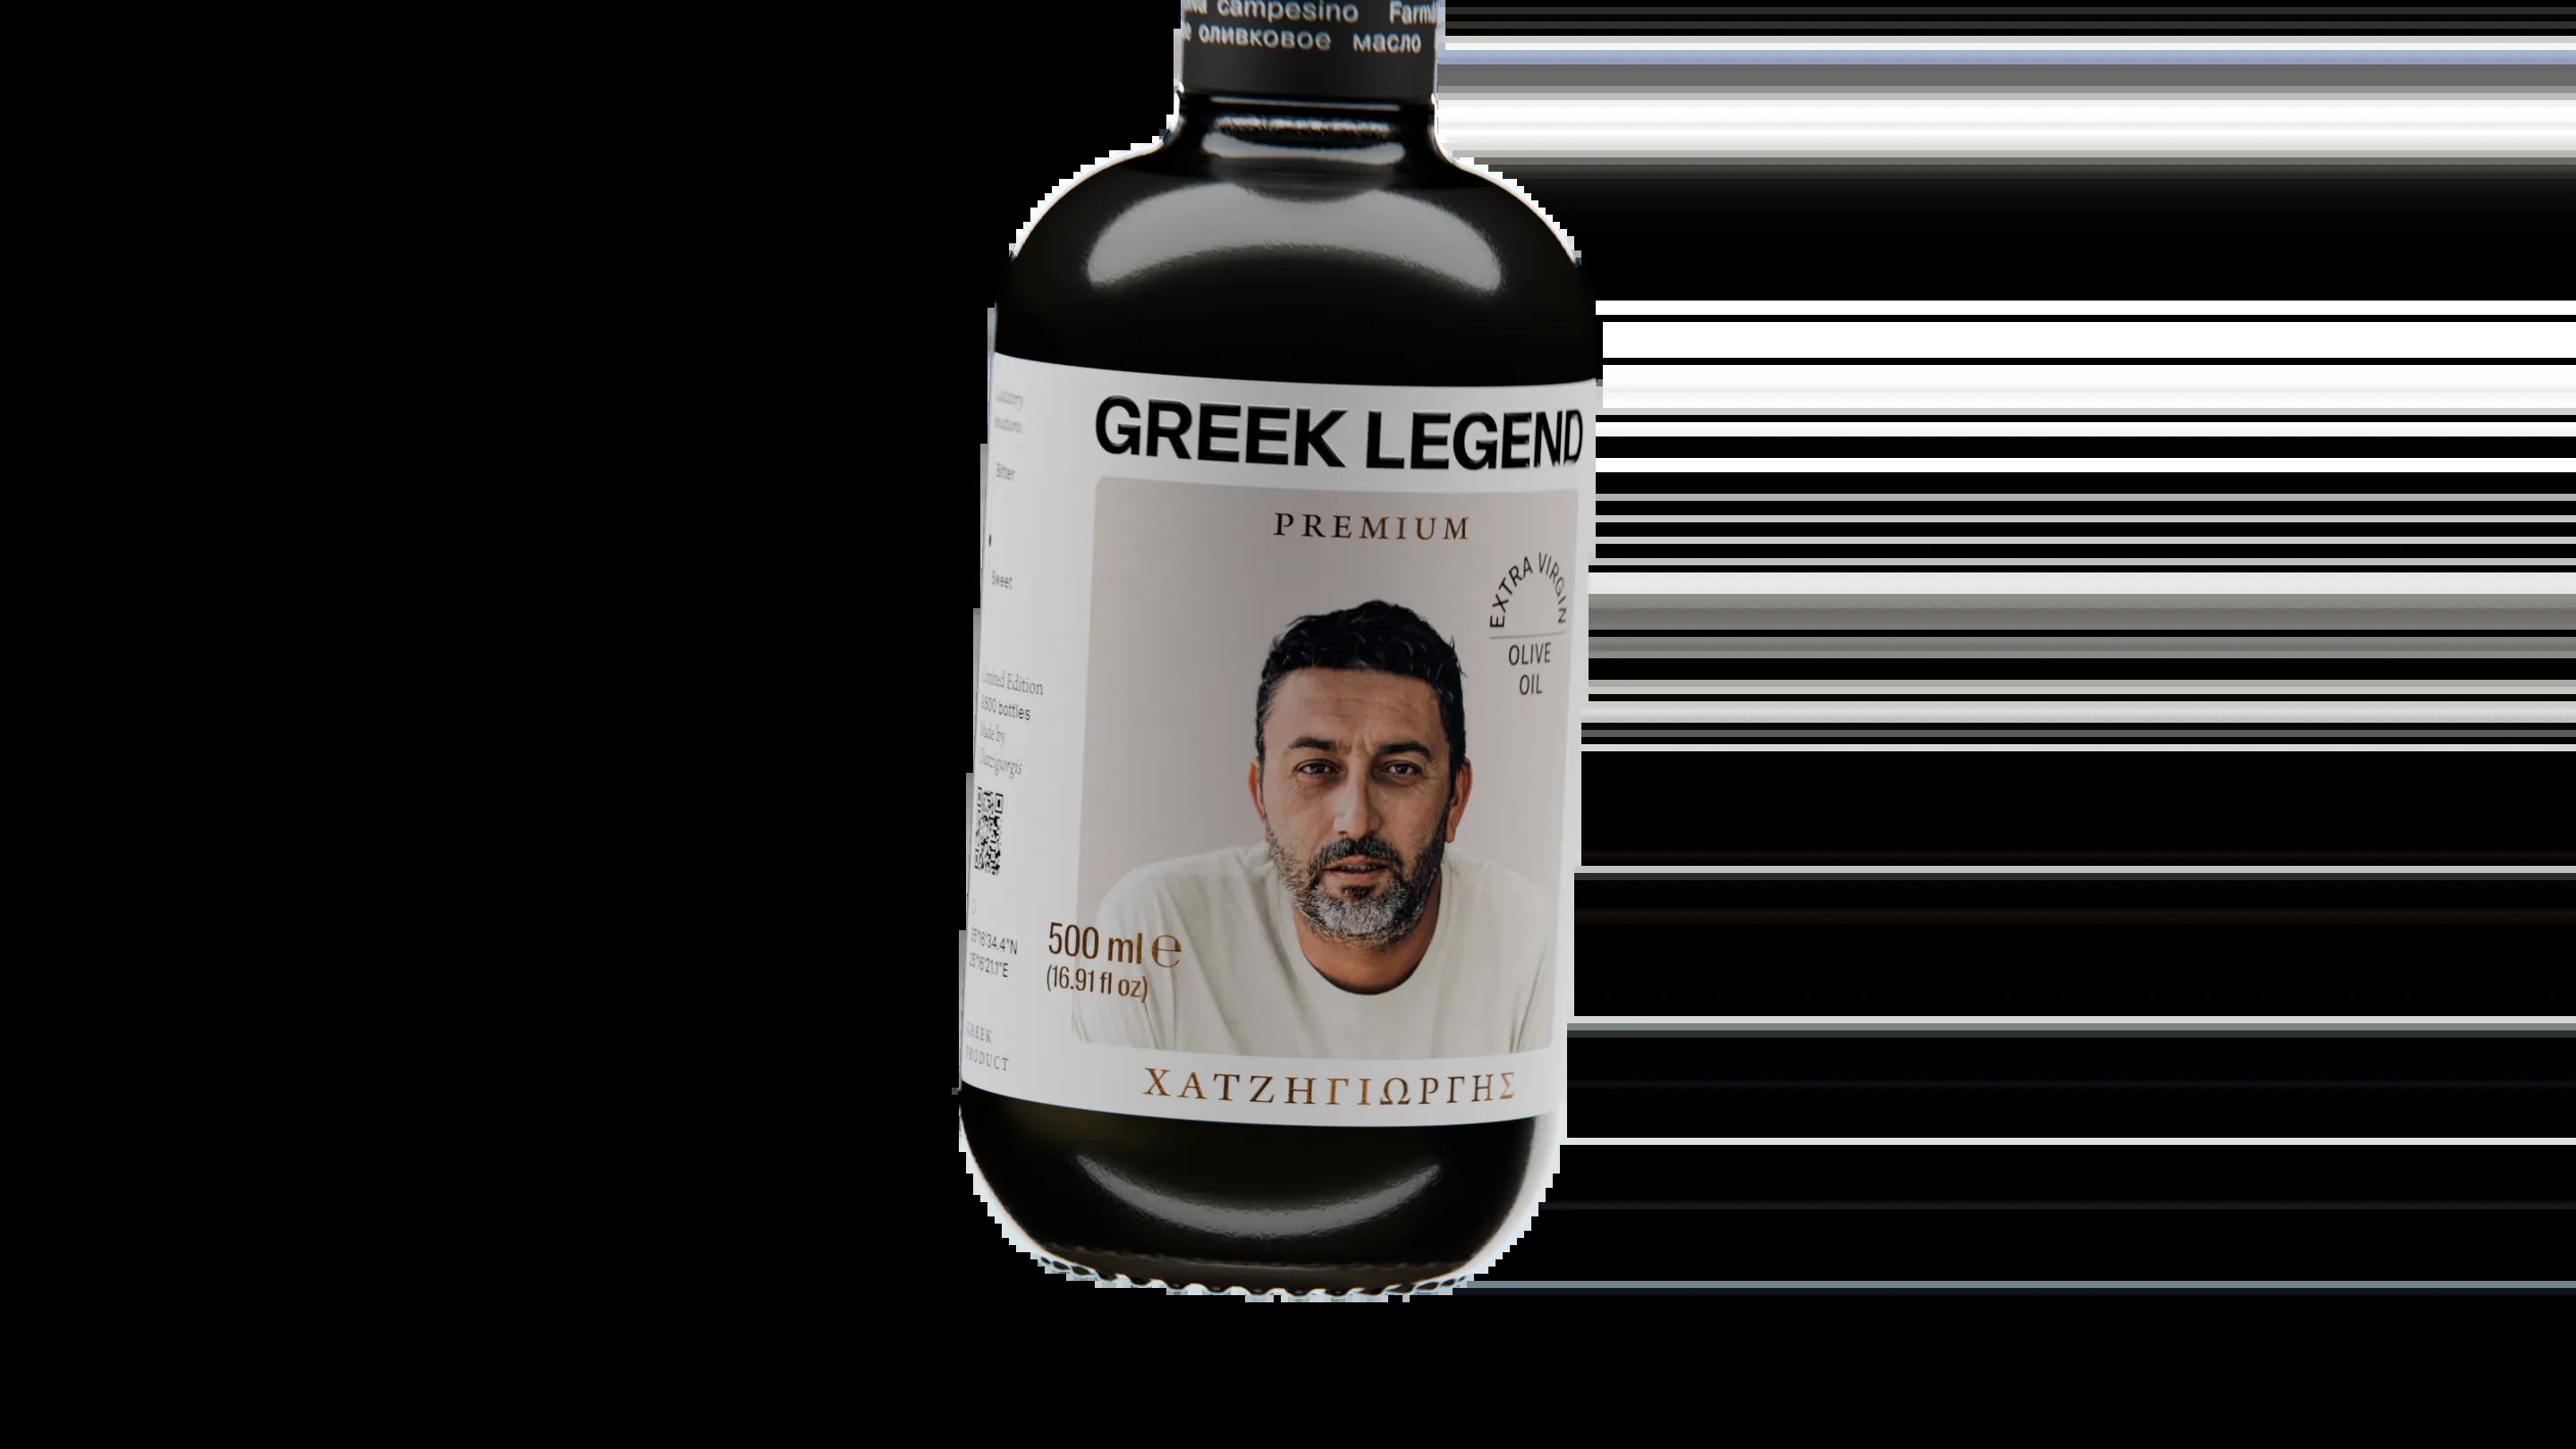 campesino
оливковое масло
GREEK LEGEND
PREMIUM
EXTRA VIRGIN
OLIVE
OIL
Bitter
Sweet
Limited Edition
bottles
Made by
500 ml ℮
(16.91 fl oz)
GREEK
PRODUCT
ΧΑΤΖΗΓΙΩΡΓΗΣ